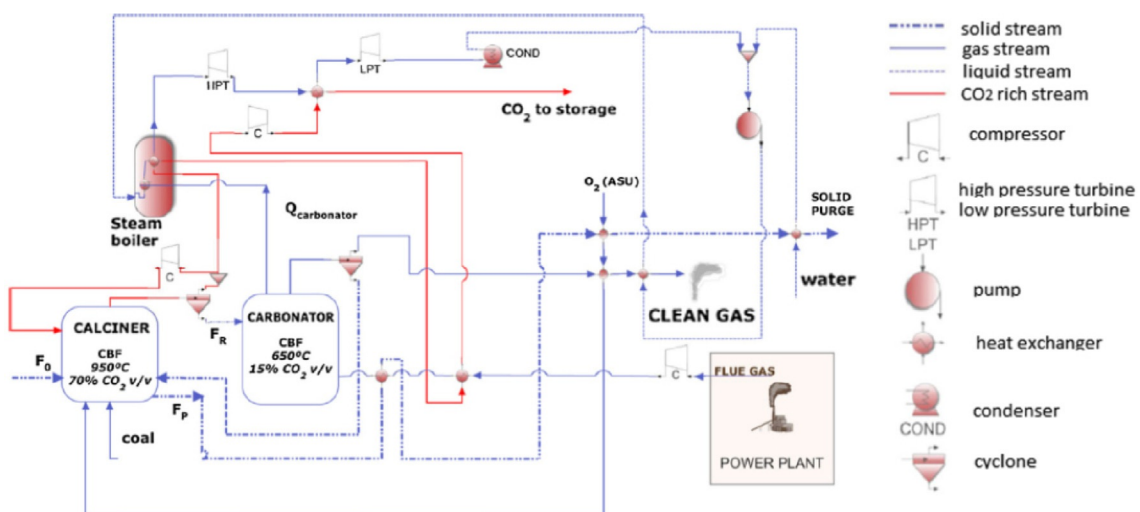 HPT
LPT
COND
C
CO2 to storage
Steam
boiler
Qcarbonator
O2 (ASU)
SOLID
PURGE
water
CLEAN GAS
C
CALCINER
CBF
950ºC
70% CO2 v/v
F0
FR
FP
coal
CARBONATOR
CBF
650ºC
15% CO2 v/v
C
FLUE GAS
POWER PLANT
solid stream
gas stream
liquid stream
CO2 rich stream
C
compressor
HPT
LPT
high pressure turbine
low pressure turbine
pump
heat exchanger
COND
condenser
cyclone